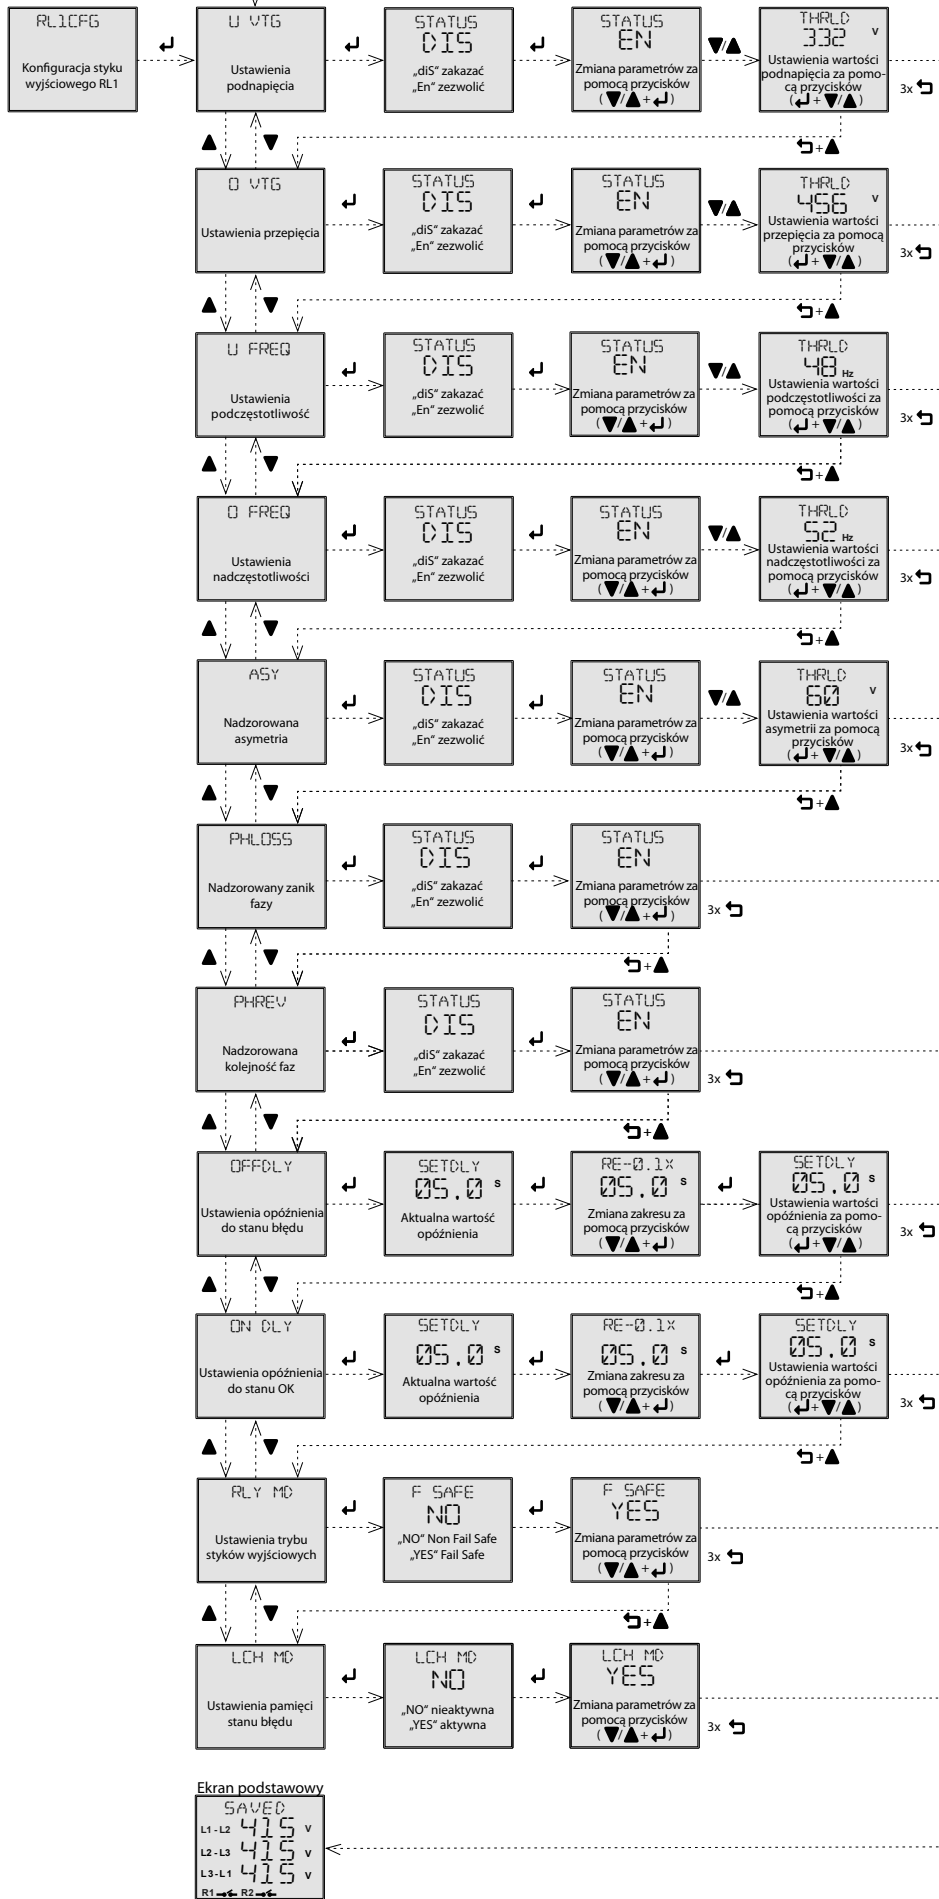 RL1CFG
Konfiguracja styku
wyjściowego RL1
U VTG
Ustawienia
podnapięcia
STATUS
DIS
„diS“ zakazać
„En“ zezwolić
STATUS
EN
Zmiana parametrów za
pomocą przycisków
(▼/▲+↵)
▼/▲
THRLD
332 V
Ustawienia wartości
podnapięcia za pomo-
cą przycisków
(↵+▼/▲)
3x ⮌
⮌+▲
▲ ▼
O VTG
Ustawienia przepięcia
STATUS
DIS
„diS“ zakazać
„En“ zezwolić
STATUS
EN
Zmiana parametrów za
pomocą przycisków
(▼/▲+↵)
▼/▲
THRLD
456 V
Ustawienia wartości
przepięcia za pomocą
przycisków
(↵+▼/▲)
3x ⮌
⮌+▲
▲ ▼
U FREQ
Ustawienia
podczęstotliwość
STATUS
DIS
„diS“ zakazać
„En“ zezwolić
STATUS
EN
Zmiana parametrów za
pomocą przycisków
(▼/▲+↵)
▼/▲
THRLD
48 Hz
Ustawienia wartości
podczęstotliwości za
pomocą przycisków
(↵+▼/▲)
3x ⮌
⮌+▲
▲ ▼
O FREQ
Ustawienia
nadczęstotliwości
STATUS
DIS
„diS“ zakazać
„En“ zezwolić
STATUS
EN
Zmiana parametrów za
pomocą przycisków
(▼/▲+↵)
▼/▲
THRLD
52 Hz
Ustawienia wartości
nadczęstotliwości za
pomocą przycisków
(↵+▼/▲)
3x ⮌
⮌+▲
▲ ▼
ASY
Nadzorowana
asymetria
STATUS
DIS
„diS“ zakazać
„En“ zezwolić
STATUS
EN
Zmiana parametrów za
pomocą przycisków
(▼/▲+↵)
▼/▲
THRLD
60 V
Ustawienia wartości
asymetrii za pomocą
przycisków
(↵+▼/▲)
3x ⮌
⮌+▲
▲ ▼
PHLOSS
Nadzorowany zanik
fazy
STATUS
DIS
„diS“ zakazać
„En“ zezwolić
STATUS
EN
Zmiana parametrów za
pomocą przycisków
(▼/▲+↵)
3x ⮌
⮌+▲
▲ ▼
PHREV
Nadzorowana
kolejność faz
STATUS
DIS
„diS“ zakazać
„En“ zezwolić
STATUS
EN
Zmiana parametrów za
pomocą przycisków
(▼/▲+↵)
3x ⮌
⮌+▲
▲ ▼
OFFDLY
Ustawienia opóźnienia
do stanu błędu
SETDLY
05.0 s
Aktualna wartość
opóźnienia
RE-0.1X
05.0 s
Zmiana zakresu za
pomocą przycisków
(▼/▲+↵)
SETDLY
05.0 s
Ustawienia wartości
opóźnienia za pomo-
cą przycisków
(↵+▼/▲)
3x ⮌
⮌+▲
▲ ▼
ON DLY
Ustawienia opóźnienia
do stanu OK
SETDLY
05.0 s
Aktualna wartość
opóźnienia
RE-0.1X
05.0 s
Zmiana zakresu za
pomocą przycisków
(▼/▲+↵)
SETDLY
05.0 s
Ustawienia wartości
opóźnienia za pomo-
cą przycisków
(↵+▼/▲)
3x ⮌
⮌+▲
▲ ▼
RLY MD
Ustawienia trybu
styków wyjściowych
F SAFE
NO
„NO“ Non Fail Safe
„YES“ Fail Safe
F SAFE
YES
Zmiana parametrów za
pomocą przycisków
(▼/▲+↵)
3x ⮌
⮌+▲
▲ ▼
LCH MD
Ustawienia pamięci
stanu błędu
LCH MD
NO
„NO“ nieaktywna
„YES“ aktywna
LCH MD
YES
Zmiana parametrów za
pomocą przycisków
(▼/▲+↵)
3x ⮌
Ekran podstawowy
SAVED
L1-L2 415 V
L2-L3 415 V
L3-L1 415 V
R1 R2